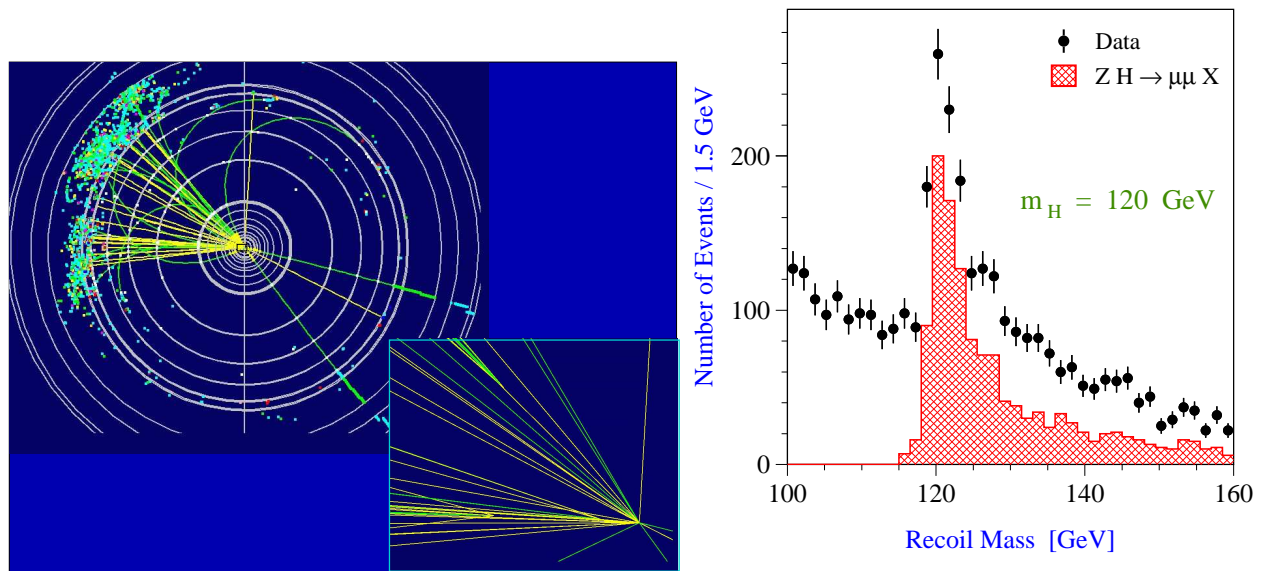 Data
Z H → μμ X
m H = 120 GeV
Number of Events / 1.5 GeV
200
100
0
100
120
140
160
Recoil Mass [GeV]